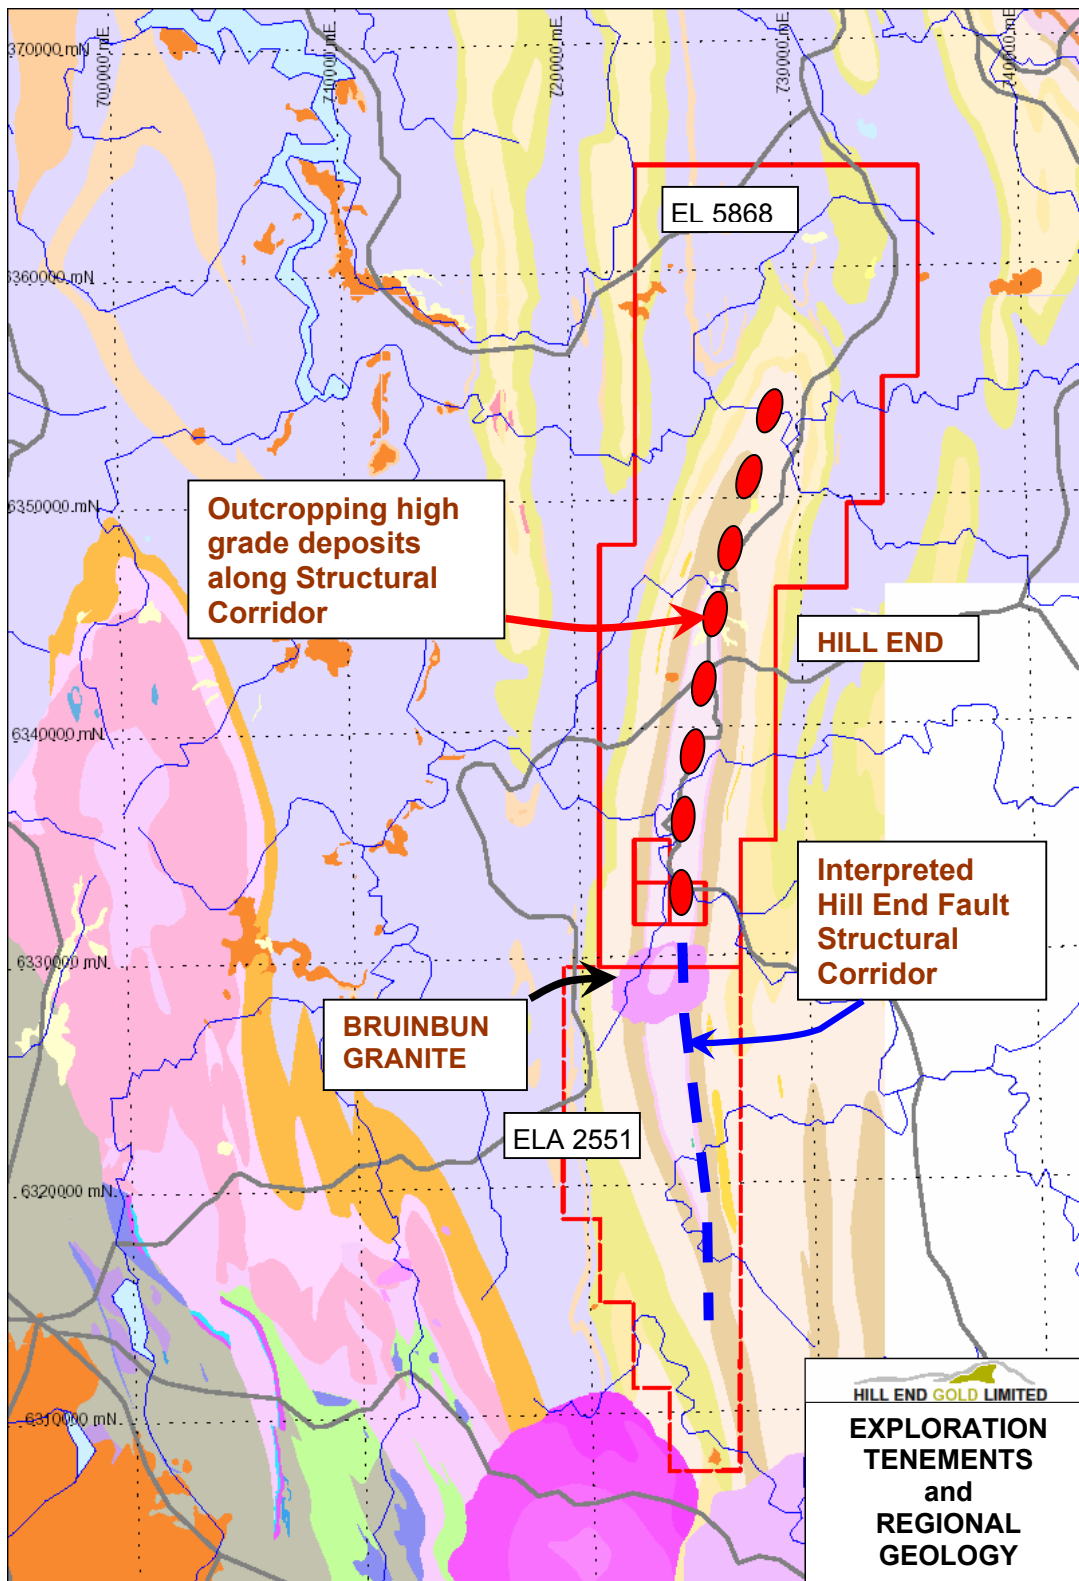 700000 mE
710000 mE
720000 mE
730000 mE
740000 mE
370000 mN
EL 5868
6360000 mN
6350000 mN
Outcropping high
grade deposits
along Structural
Corridor
HILL END
6340000 mN
Interpreted
Hill End Fault
Structural
Corridor
6330000 mN
BRUINBUN
GRANITE
ELA 2551
6320000 mN
6310000 mN
HILL END GOLD LIMITED
EXPLORATION
TENEMENTS
and
REGIONAL
GEOLOGY